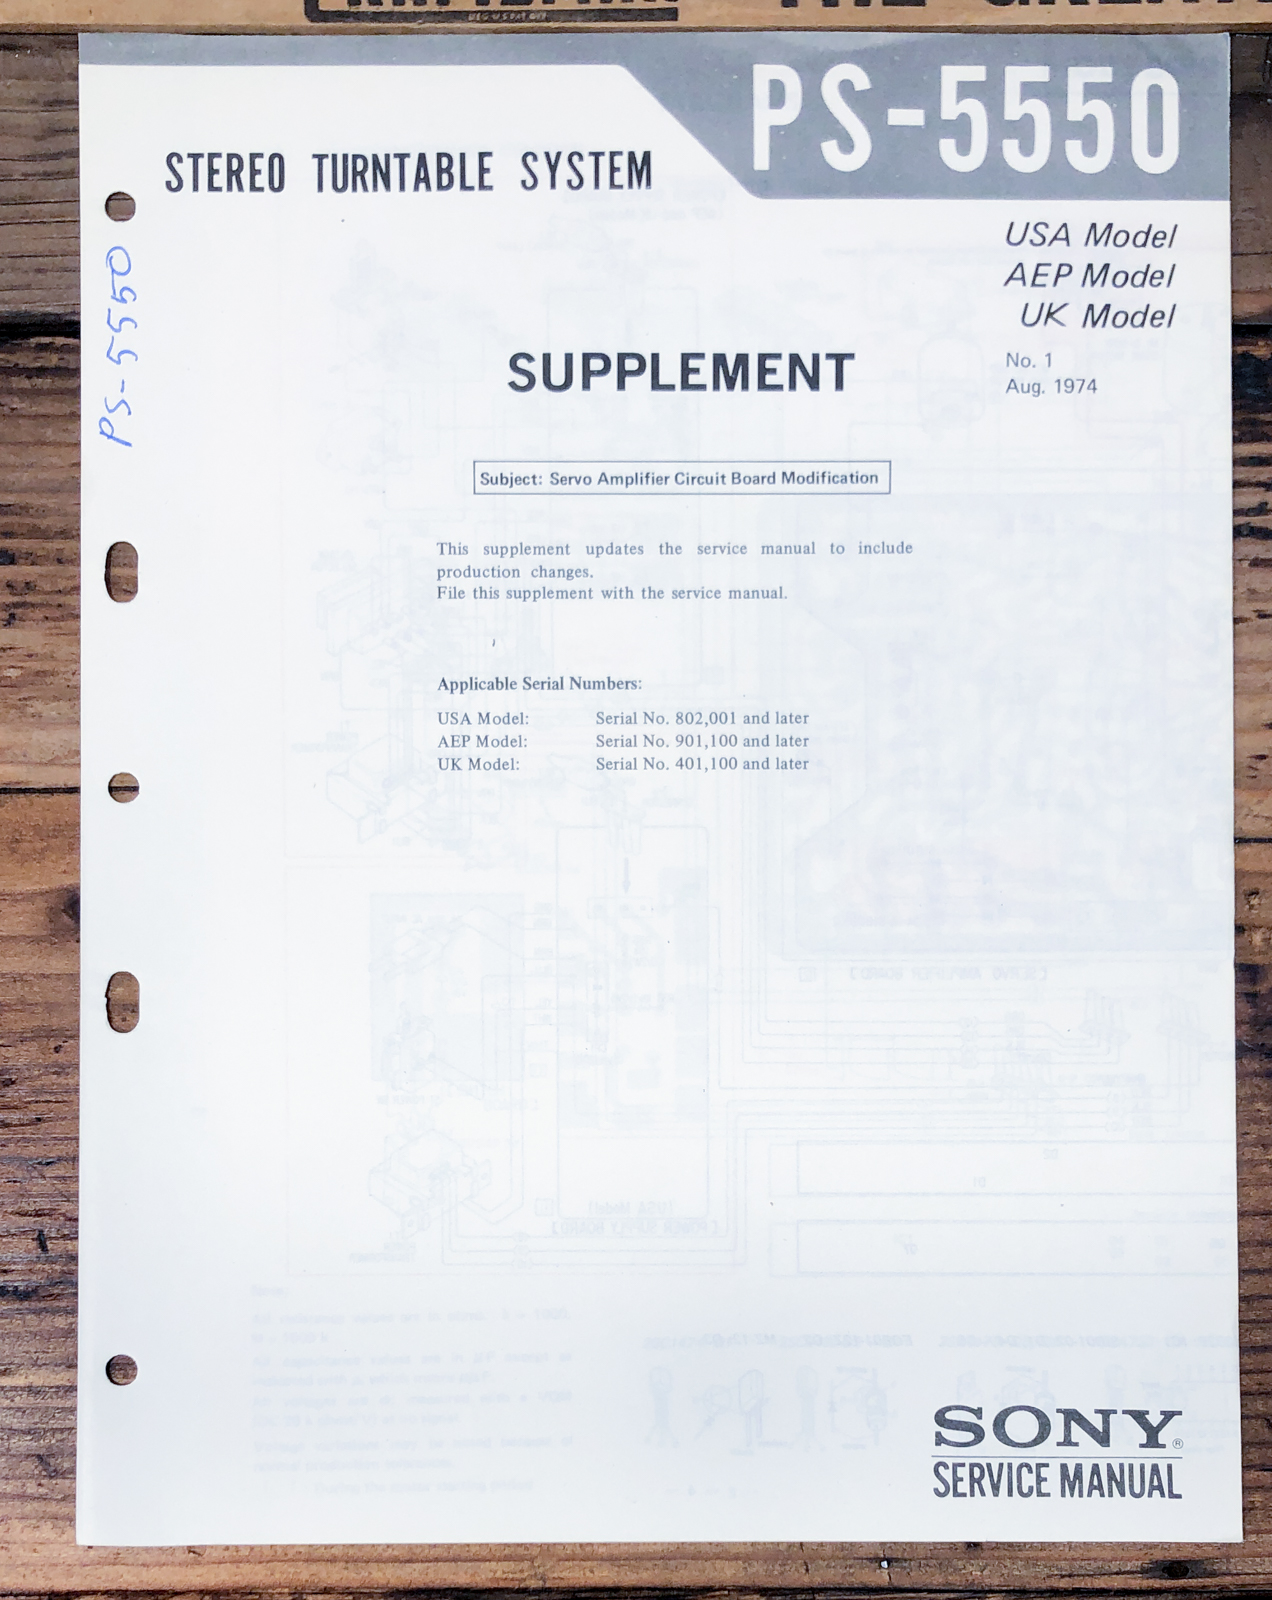 PS-5550
STEREO TURNTABLE SYSTEM
USA Model
AEP Model
UK Model
No. 1
Aug. 1974
PS-5550
SUPPLEMENT
Subject: Servo Amplifier Circuit Board Modification
This supplement updates the service manual to include
production changes.
File this supplement with the service manual.
Applicable Serial Numbers:
USA Model: Serial No. 802,001 and later
AEP Model: Serial No. 901,100 and later
UK Model: Serial No. 401,100 and later
SONY®
SERVICE MANUAL